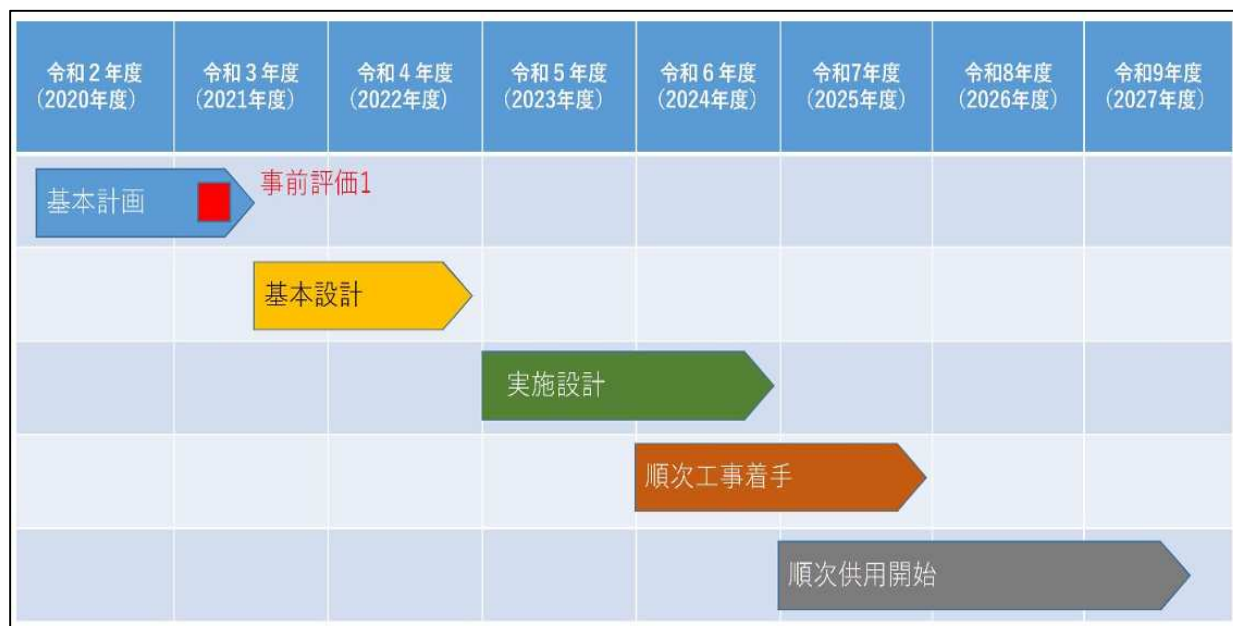 令和２年度
（2020年度）
令和３年度
（2021年度）
令和４年度
（2022年度）
令和５年度
（2023年度）
令和６年度
（2024年度）
令和7年度
（2025年度）
令和8年度
（2026年度）
令和9年度
（2027年度）
基本計画
事前評価1
基本設計
実施設計
順次工事着手
順次供用開始